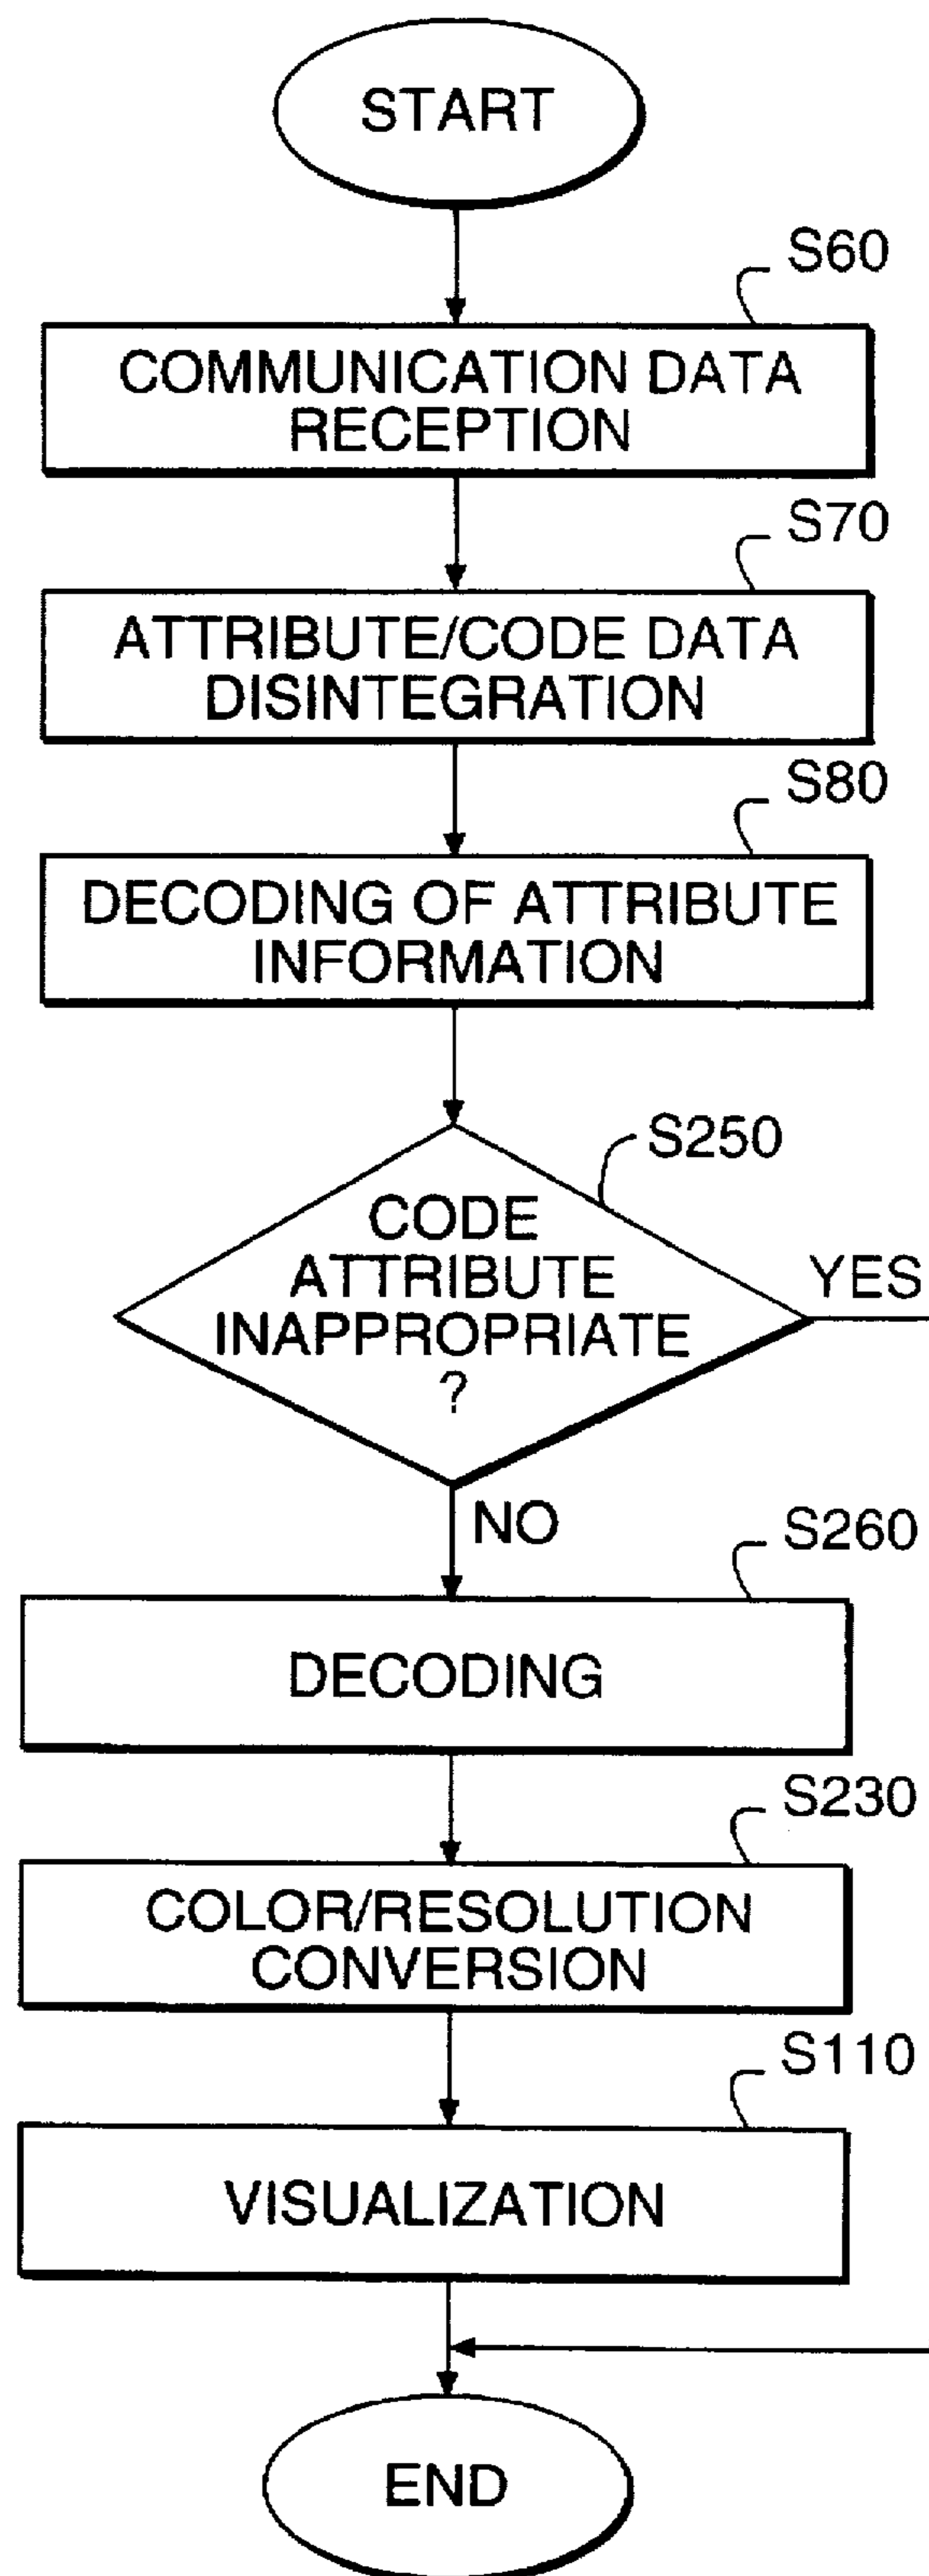 START
S60
COMMUNICATION DATA
RECEPTION
S70
ATTRIBUTE/CODE DATA
DISINTEGRATION
S80
DECODING OF ATTRIBUTE
INFORMATION
S250
CODE
ATTRIBUTE
INAPPROPRIATE
?
YES
NO
S260
DECODING
S230
COLOR/RESOLUTION
CONVERSION
S110
VISUALIZATION
END